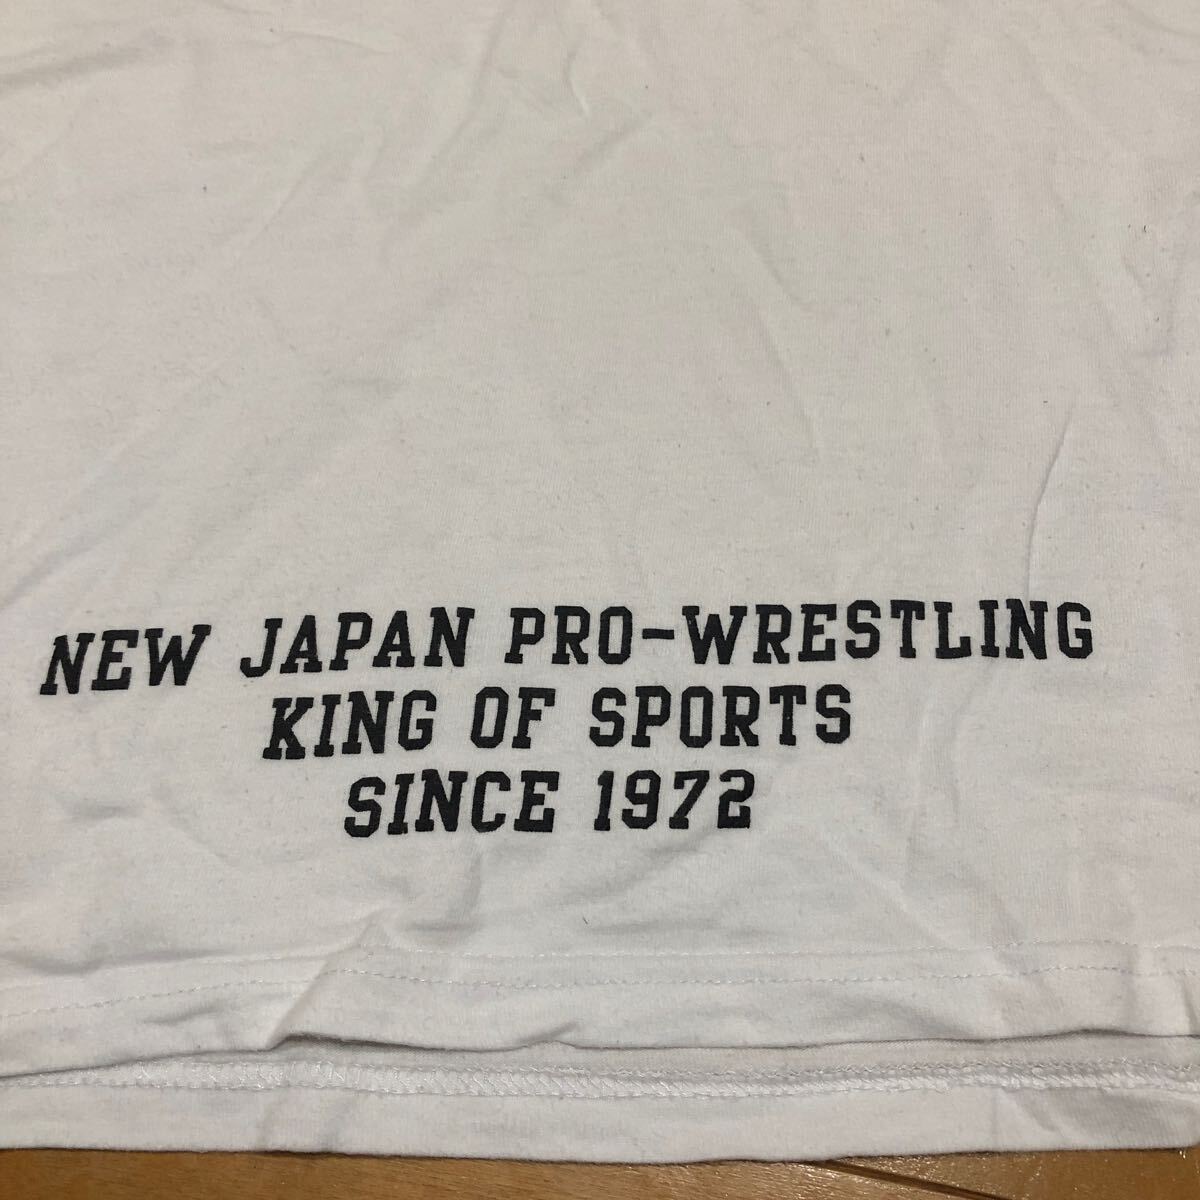 NEW JAPAN PRO-WRESTLING
KING OF SPORTS
SINCE 1972